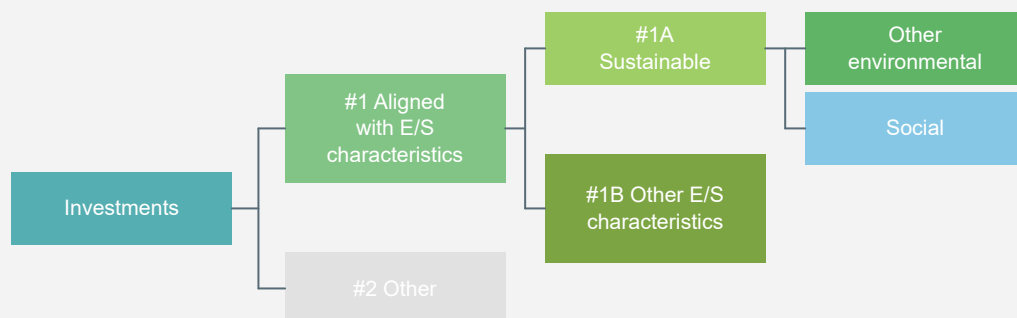 Investments
#1 Aligned
with E/S
characteristics
#2 Other
#1A
Sustainable
#1B Other E/S
characteristics
Other
environmental
Social